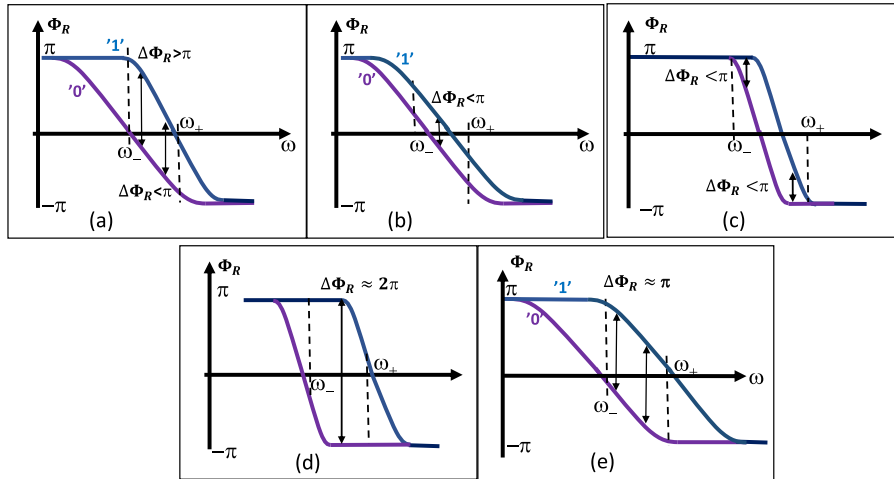 Φ_R
π
'1'
ΔΦ_R>π
'0'
ω_+
ω_−
ω
ΔΦ_R<π
−π
(a)
Φ_R
π
'1'
'0'
ΔΦ_R<π
ω_+
ω_−
ω
−π
(b)
Φ_R
π
ΔΦ_R <π
ω_+
ω_−
ω
ΔΦ_R <π
−π
(c)
Φ_R
π
ΔΦ_R ≈ 2π
ω_+
ω_−
ω
−π
(d)
Φ_R
π
'1'
ΔΦ_R ≈ π
'0'
ω_+
ω
ω_−
−π
(e)